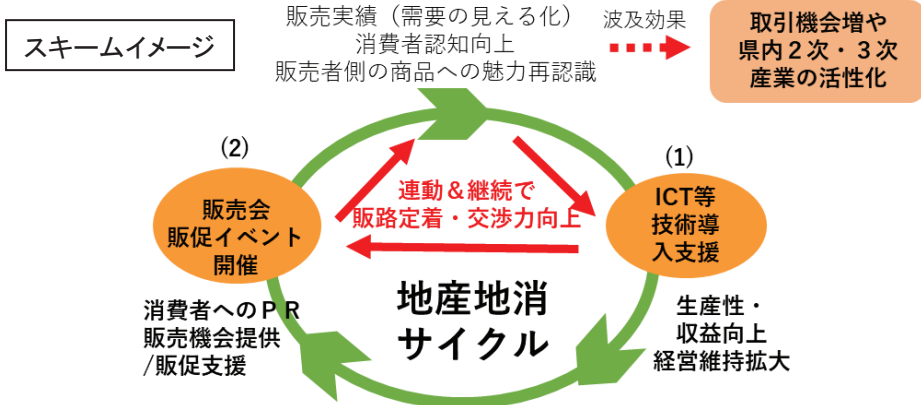 スキームイメージ
販売実績（需要の見える化）
消費者認知向上
販売者側の商品への魅力再認識
波及効果
取引機会増や
県内２次・３次
産業の活性化
(2)
販売会
販促イベント
開催
消費者へのＰＲ
販売機会提供
/販促支援
連動＆継続で
販路定着・交渉力向上
地産地消
サイクル
(1)
ICT等
技術導
入支援
生産性・
収益向上
経営維持拡大